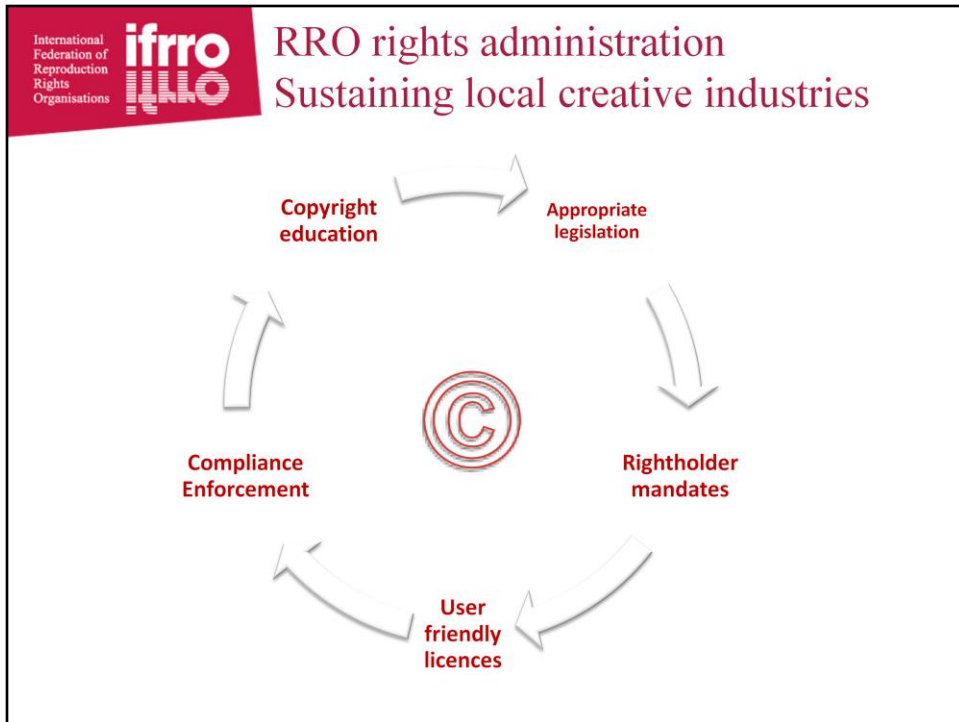 International
Federation of
Reproduction
Rights
Organisations
ifrro
RRO rights administration
Sustaining local creative industries
Copyright
education
Appropriate
legislation
Rightholder
mandates
User
friendly
licences
Compliance
Enforcement
©